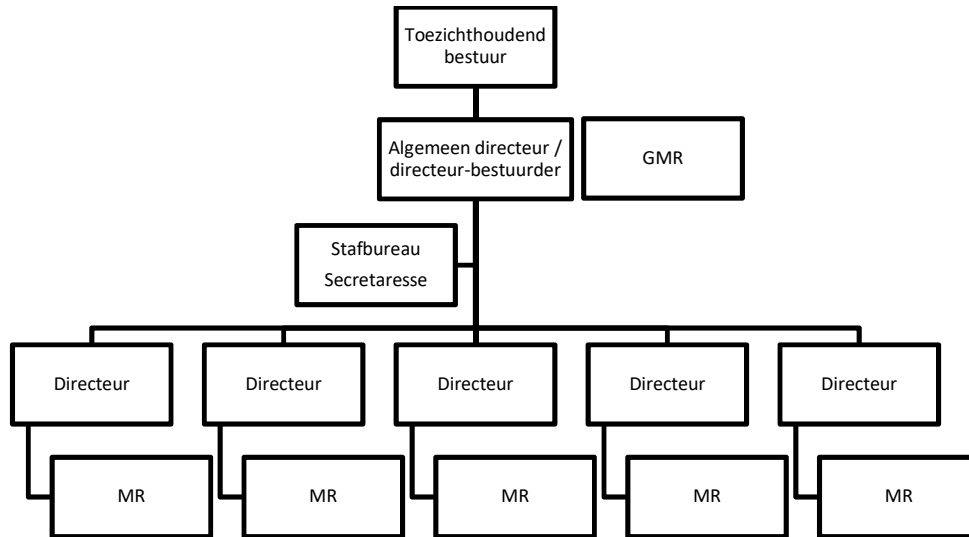 Toezichthoudend
bestuur
Algemeen directeur /
directeur-bestuurder
GMR
Stafbureau
Secretaresse
Directeur
Directeur
Directeur
Directeur
Directeur
MR
MR
MR
MR
MR